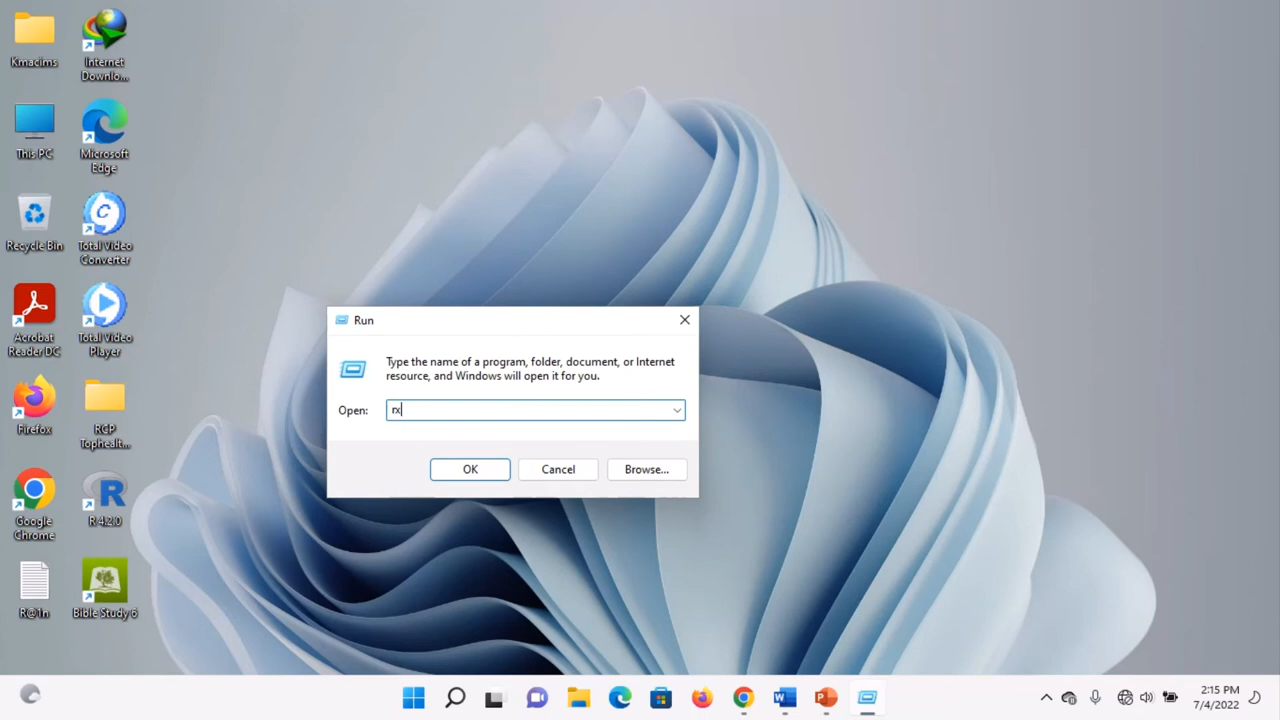 Kmacims
Internet
Downlo...
This PC
Microsoft
Edge
Recycle Bin
Total Video
Converter
Acrobat
Reader DC
Total Video
Player
Firefox
RCP
Tophealt...
Google
Chrome
R 4.2.0
R@1n
Bible Study 6
Run
Type the name of a program, folder, document, or Internet
resource, and Windows will open it for you.
Open: rx
OK Cancel Browse...
2:15 PM
7/4/2022